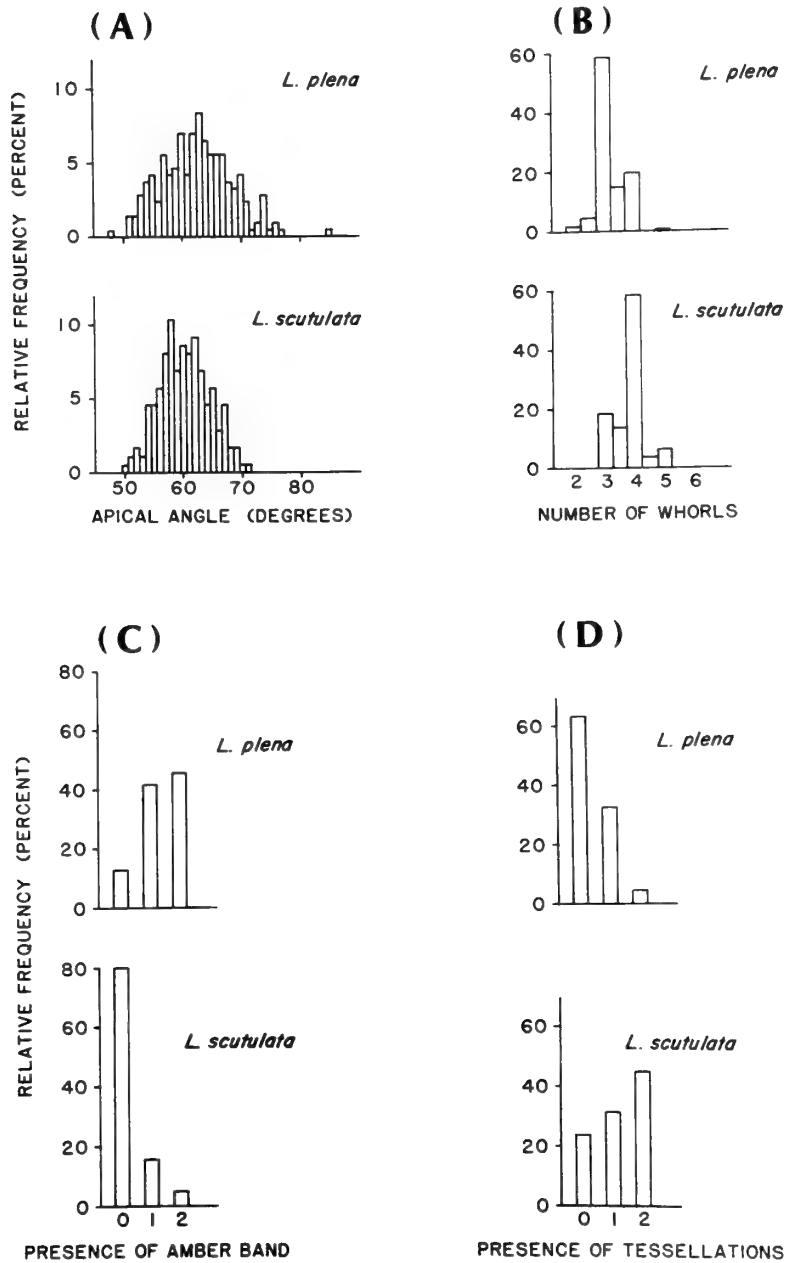 (A)
L. plena
10
5
0
L. scutulata
10
5
0
50 60 70 80
APICAL ANGLE (DEGREES)
RELATIVE FREQUENCY (PERCENT)
(B)
60
L. plena
40
20
0
60
L. scutulata
40
20
0
2 3 4 5 6
NUMBER OF WHORLS
(C)
80
60
L. plena
40
20
0
80
60
L. scutulata
40
20
0
0 1 2
PRESENCE OF AMBER BAND
RELATIVE FREQUENCY (PERCENT)
(D)
60
L. plena
40
20
0
60
L. scutulata
40
20
0
0 1 2
PRESENCE OF TESSELLATIONS